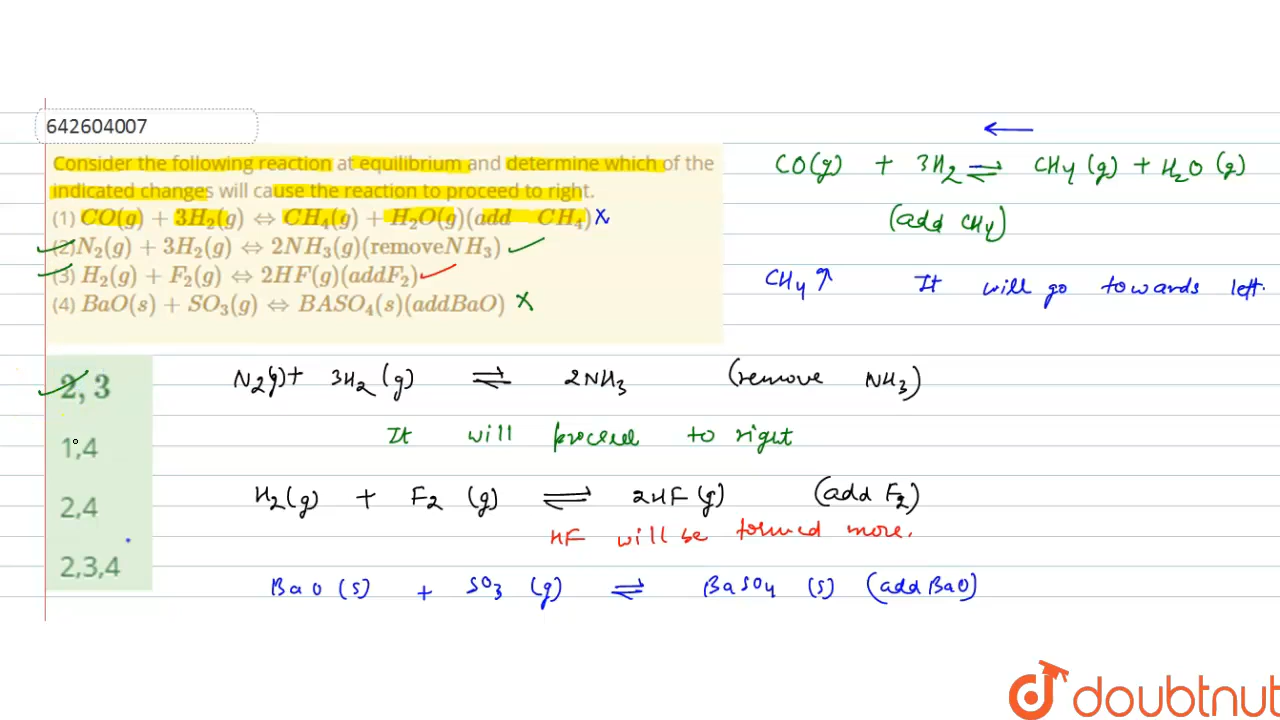 642604007
Consider the following reaction at equilibrium and determine which of the
indicated changes will cause the reaction to proceed to right.
(1) CO(g) + 3H₂(g) ⇔ CH₄(g) + H₂O(g)(add CH₄) X
(2) N₂(g) + 3H₂(g) ⇔ 2NH₃(g)(removeNH₃) ✓
(3) H₂(g) + F₂(g) ⇔ 2HF(g)(addF₂) ✓
(4) BaO(s) + SO₃(g) ⇔ BASO₄(s)(addBaO) X
←
CO(g) + 3H₂ ⇌ CH₄(g) + H₂O(g)
(add CH₄)
CH₄↑ It will go towards left.
2, 3
1,4
2,4
2,3,4
N₂(g)+ 3H₂(g) ⇌ 2NH₃ (remove NH₃)
It will proceed to right
H₂(g) + F₂ (g) ⇌ 2HF(g) (add F₂)
HF will be formed more.
BaO(s) + SO₃ (g) ⇌ BaSO₄ (s) (add BaO)
doubtnut